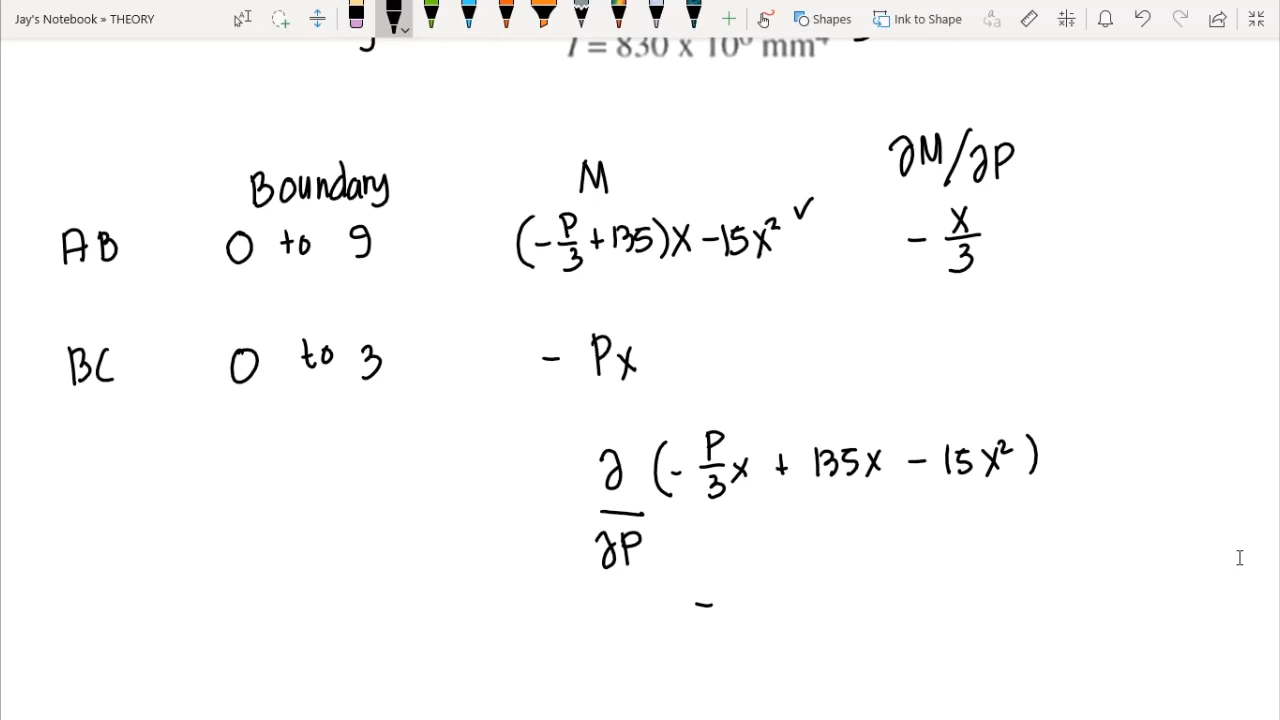 Jay's Notebook » THEORY
Shapes
Ink to Shape
I = 830 x 10⁶ mm⁴
Boundary M ∂M/∂P
AB 0 to 9 (-P/3 + 135)x - 15x² ✓ - x/3
BC 0 to 3 - Px
∂/∂P (- P/3 x + 135x - 15x²)
-